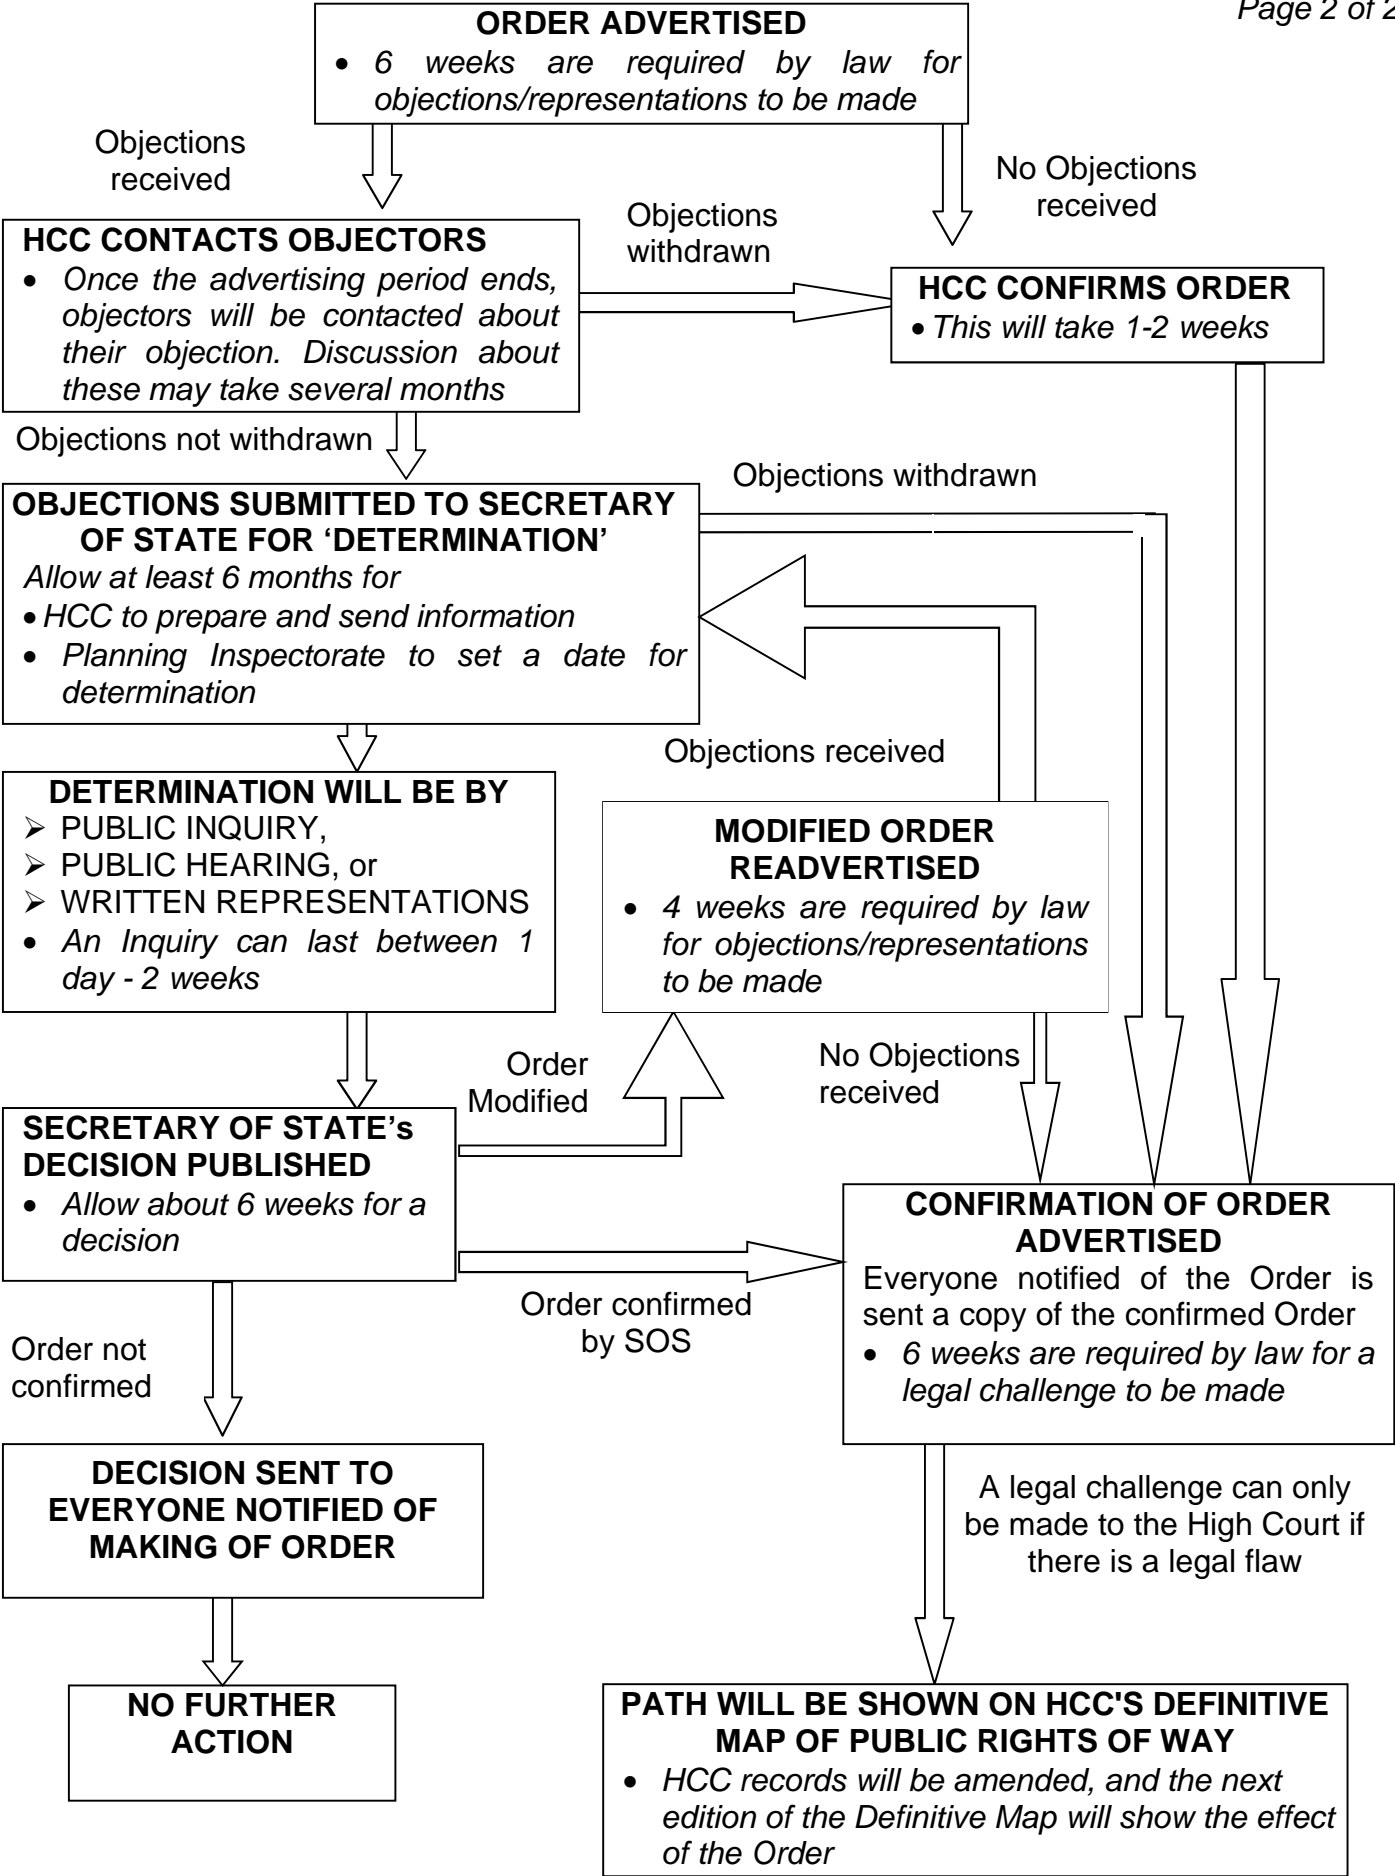 Page 2 of 2
ORDER ADVERTISED
• 6 weeks are required by law for
objections/representations to be made
Objections
received
No Objections
received
Objections
withdrawn
HCC CONTACTS OBJECTORS
• Once the advertising period ends,
objectors will be contacted about
their objection. Discussion about
these may take several months
HCC CONFIRMS ORDER
• This will take 1-2 weeks
Objections not withdrawn
Objections withdrawn
OBJECTIONS SUBMITTED TO SECRETARY
OF STATE FOR ‘DETERMINATION’
Allow at least 6 months for
• HCC to prepare and send information
• Planning Inspectorate to set a date for
determination
Objections received
DETERMINATION WILL BE BY
➢ PUBLIC INQUIRY,
➢ PUBLIC HEARING, or
➢ WRITTEN REPRESENTATIONS
• An Inquiry can last between 1
day - 2 weeks
MODIFIED ORDER
READVERTISED
• 4 weeks are required by law
for objections/representations
to be made
Order
Modified
No Objections
received
SECRETARY OF STATE’s
DECISION PUBLISHED
• Allow about 6 weeks for a
decision
Order confirmed
by SOS
CONFIRMATION OF ORDER
ADVERTISED
Everyone notified of the Order is
sent a copy of the confirmed Order
• 6 weeks are required by law for a
legal challenge to be made
Order not
confirmed
DECISION SENT TO
EVERYONE NOTIFIED OF
MAKING OF ORDER
A legal challenge can only
be made to the High Court if
there is a legal flaw
NO FURTHER
ACTION
PATH WILL BE SHOWN ON HCC'S DEFINITIVE
MAP OF PUBLIC RIGHTS OF WAY
• HCC records will be amended, and the next
edition of the Definitive Map will show the effect
of the Order